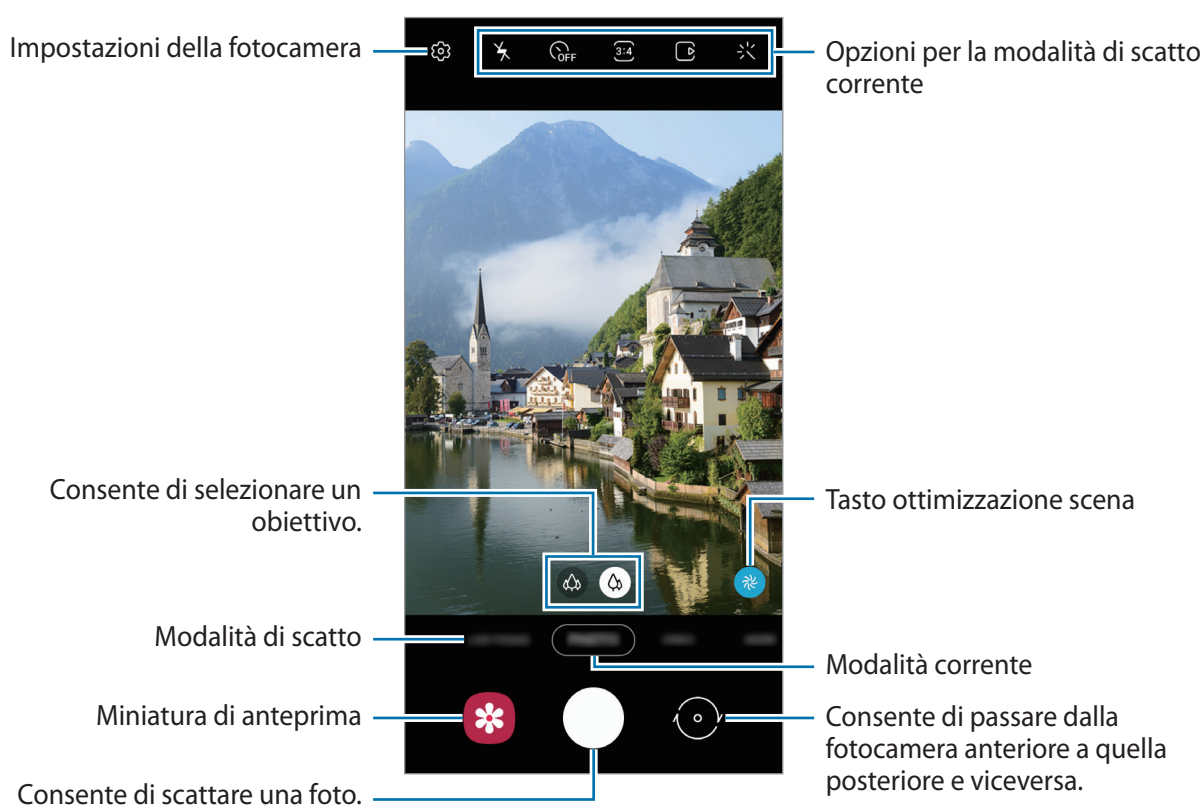 Impostazioni della fotocamera
OFF
3:4
Opzioni per la modalità di scatto
corrente
Consente di selezionare un
obiettivo.
Tasto ottimizzazione scena
Modalità di scatto
Modalità corrente
Miniatura di anteprima
Consente di passare dalla
fotocamera anteriore a quella
posteriore e viceversa.
Consente di scattare una foto.